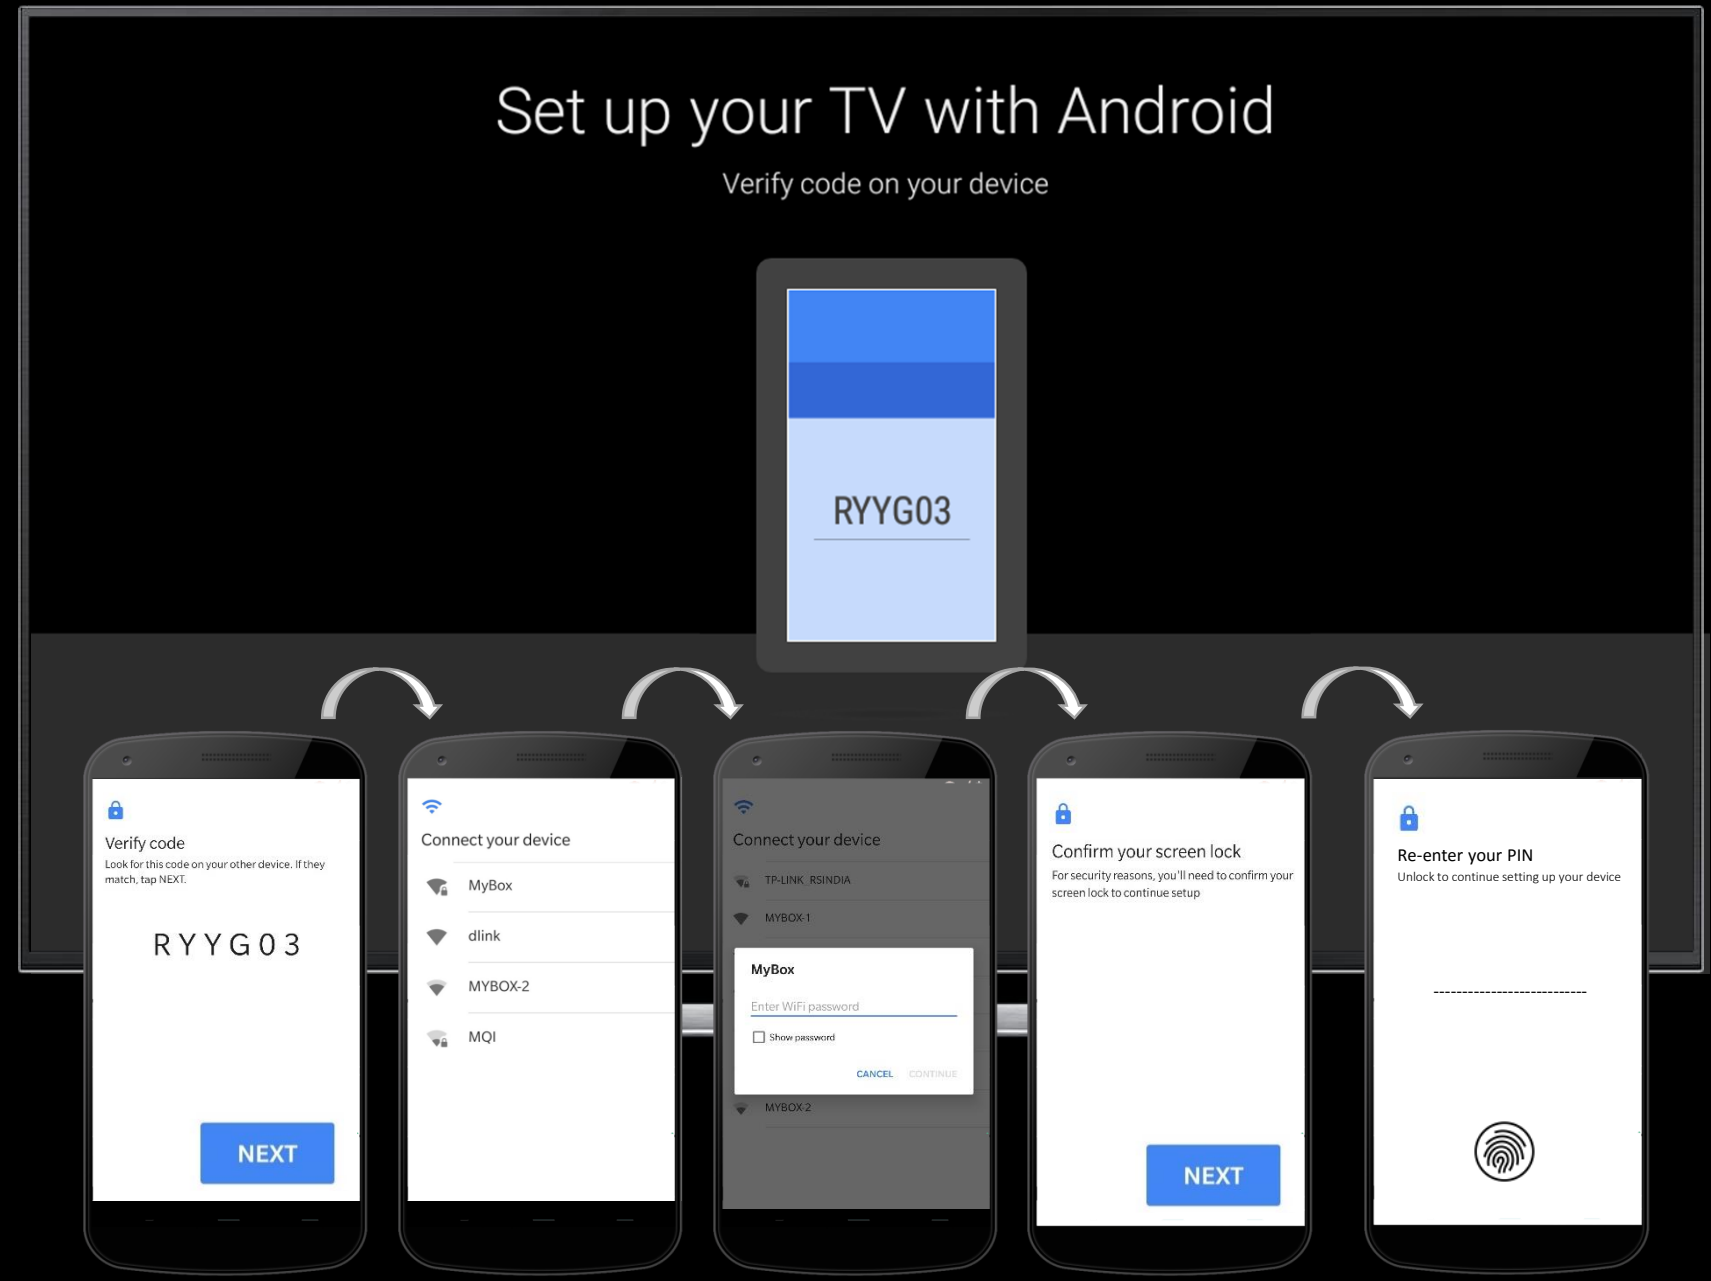 Set up your TV with Android
Verify code on your device
RYYG03
Verify code
Look for this code on your other device. If they
match, tap NEXT.
RYYG03
NEXT
Connect your device
MyBox
dlink
MYBOX-2
MQI
Connect your device
TP-LINK_RSINDIA
MYBOX-1
MyBox
Enter WiFi password
Show password
CANCEL CONTINUE
MYBOX-2
Confirm your screen lock
For security reasons, you'll need to confirm your
screen lock to continue setup
NEXT
Re-enter your PIN
Unlock to continue setting up your device